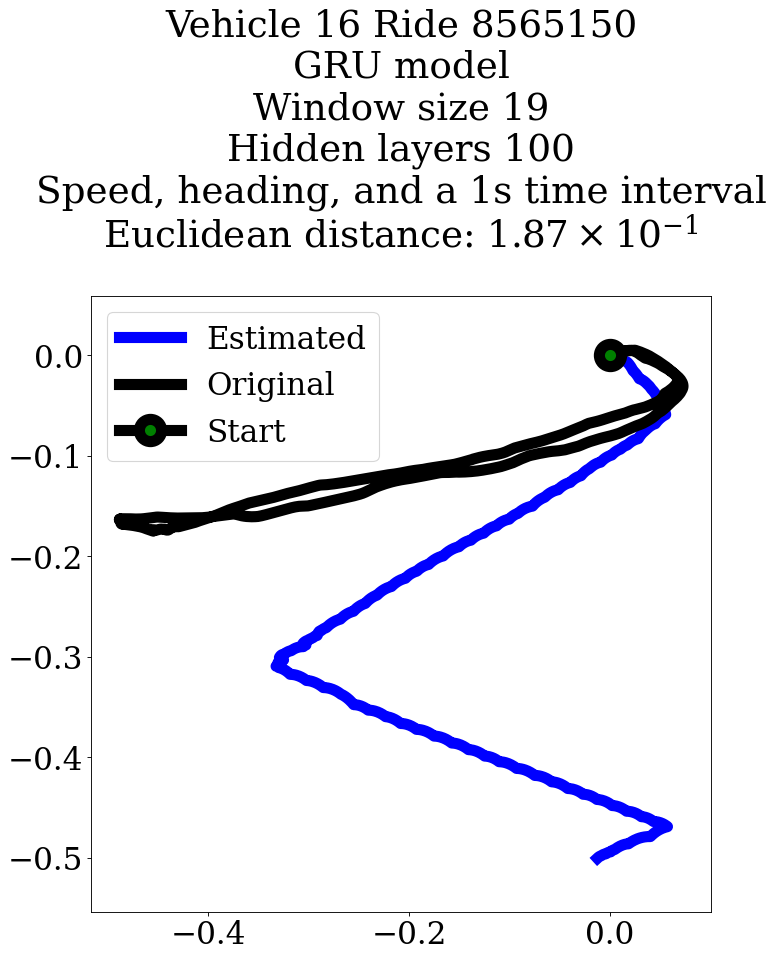 Vehicle 16 Ride 8565150
GRU model
Window size 19
Hidden layers 100
Speed, heading, and a 1s time interval
Euclidean distance: 1.87 × 10⁻¹
Estimated
Original
Start
0.0
−0.1
−0.2
−0.3
−0.4
−0.5
−0.4 −0.2 0.0